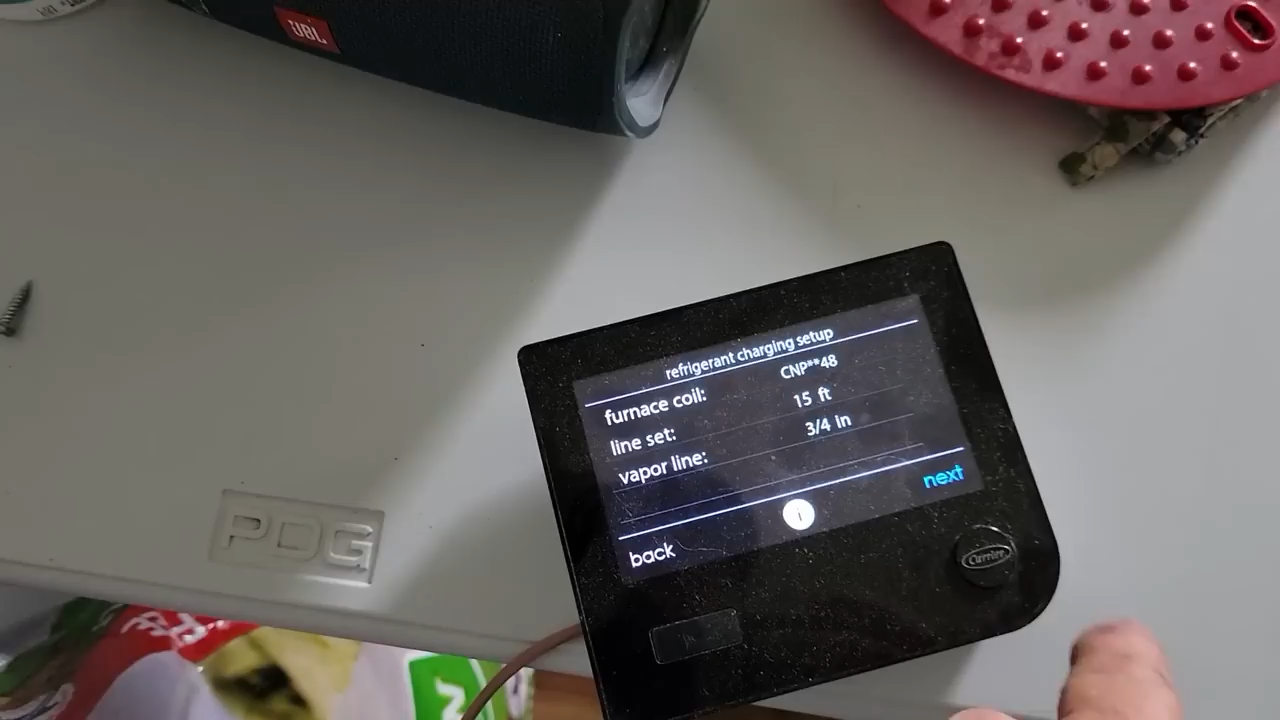 JBL
refrigerant charging setup
furnace coil: CNP**48
line set: 15 ft
vapor line: 3/4 in
next
i
back
Carrier
PDG